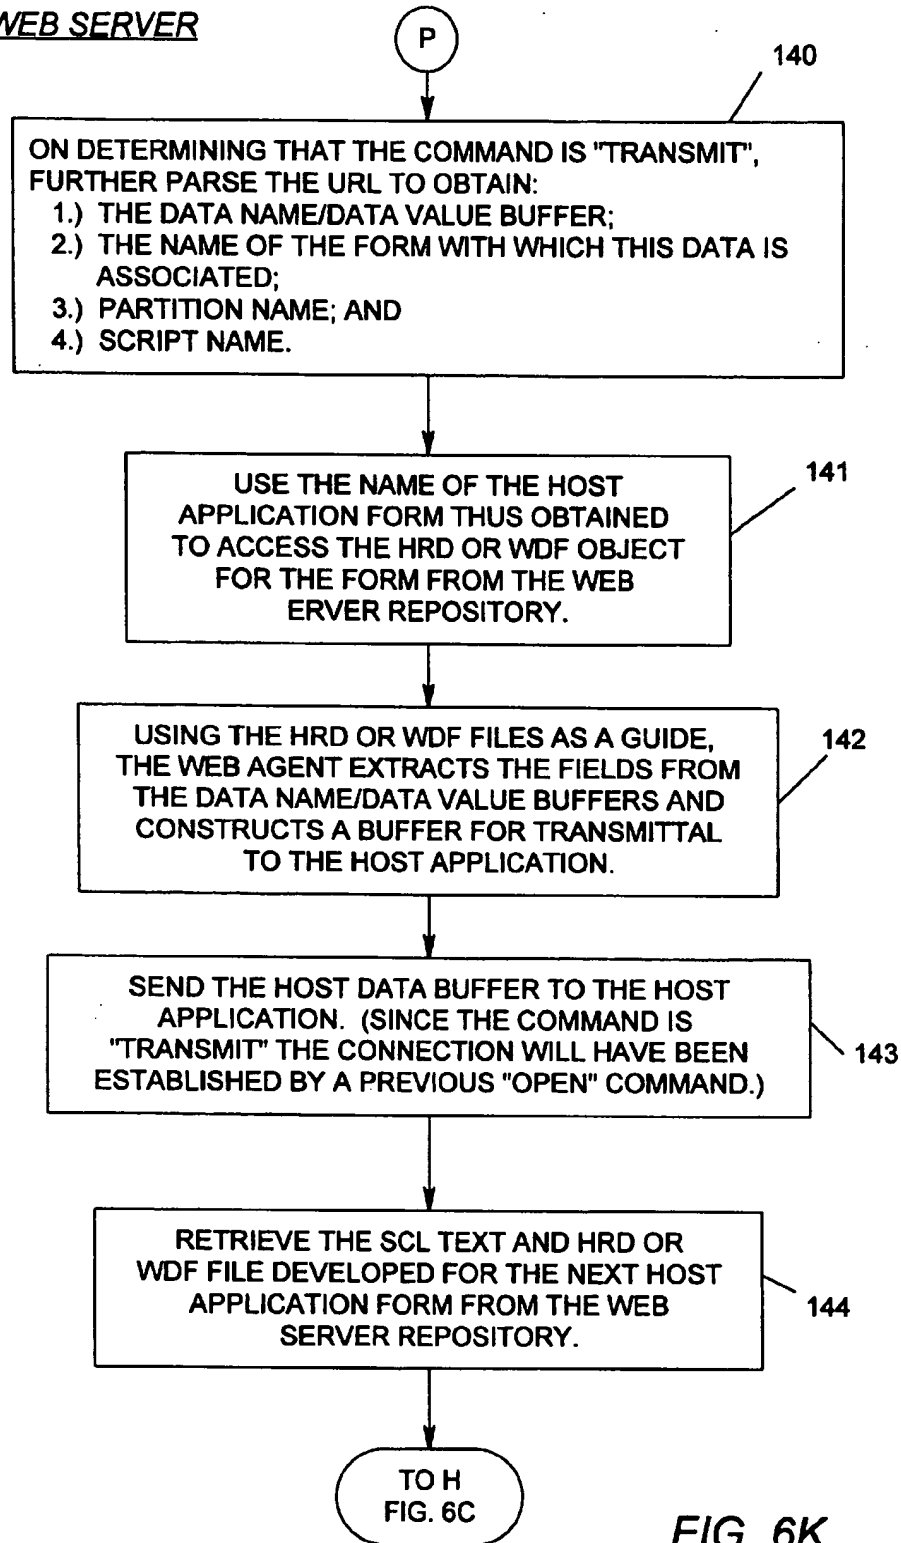 WEB SERVER
P
140
ON DETERMINING THAT THE COMMAND IS "TRANSMIT",
FURTHER PARSE THE URL TO OBTAIN:
1.) THE DATA NAME/DATA VALUE BUFFER;
2.) THE NAME OF THE FORM WITH WHICH THIS DATA IS
ASSOCIATED;
3.) PARTITION NAME; AND
4.) SCRIPT NAME.
141
USE THE NAME OF THE HOST
APPLICATION FORM THUS OBTAINED
TO ACCESS THE HRD OR WDF OBJECT
FOR THE FORM FROM THE WEB
ERVER REPOSITORY.
142
USING THE HRD OR WDF FILES AS A GUIDE,
THE WEB AGENT EXTRACTS THE FIELDS FROM
THE DATA NAME/DATA VALUE BUFFERS AND
CONSTRUCTS A BUFFER FOR TRANSMITTAL
TO THE HOST APPLICATION.
SEND THE HOST DATA BUFFER TO THE HOST
APPLICATION. (SINCE THE COMMAND IS
"TRANSMIT" THE CONNECTION WILL HAVE BEEN
ESTABLISHED BY A PREVIOUS "OPEN" COMMAND.)
143
RETRIEVE THE SCL TEXT AND HRD OR
WDF FILE DEVELOPED FOR THE NEXT HOST
APPLICATION FORM FROM THE WEB
SERVER REPOSITORY.
144
TO H
FIG. 6C
FIG. 6K